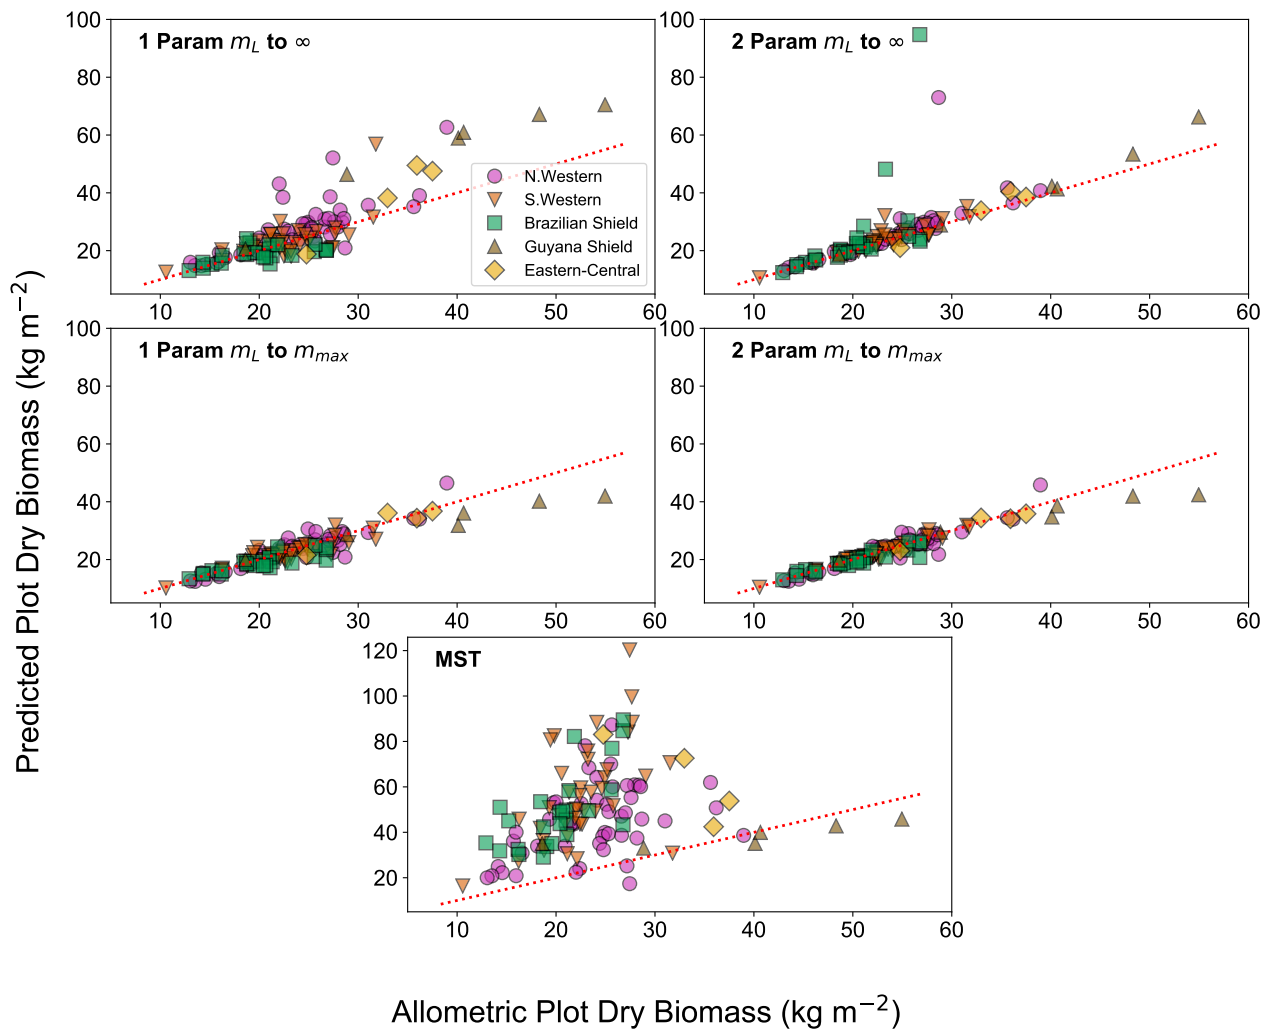 Predicted Plot Dry Biomass (kg m⁻²)
1 Param m_L to ∞
100
80
60
40
20
10 20 30 40 50 60
N.Western
S.Western
Brazilian Shield
Guyana Shield
Eastern-Central
2 Param m_L to ∞
100
80
60
40
20
10 20 30 40 50 60
1 Param m_L to m_max
100
80
60
40
20
10 20 30 40 50 60
2 Param m_L to m_max
100
80
60
40
20
10 20 30 40 50 60
MST
120
100
80
60
40
20
10 20 30 40 50 60
Allometric Plot Dry Biomass (kg m⁻²)